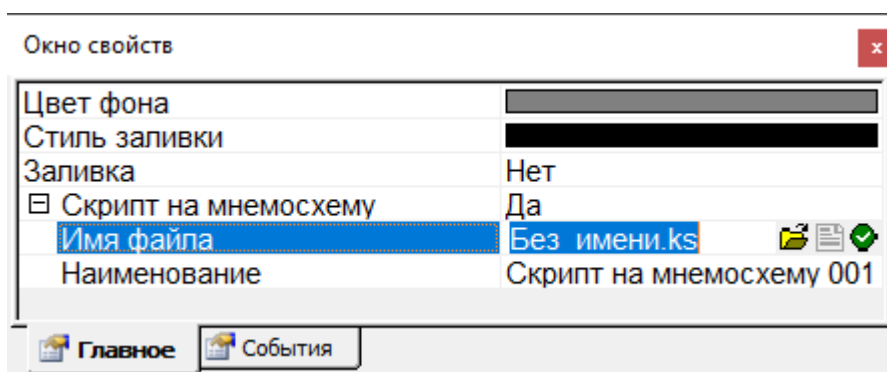 Окно свойств
x
Цвет фона
Стиль заливки
Заливка Нет
Скрипт на мнемосхему Да
Имя файла Без_имени.ks
Наименование Скрипт на мнемосхему 001
Главное События